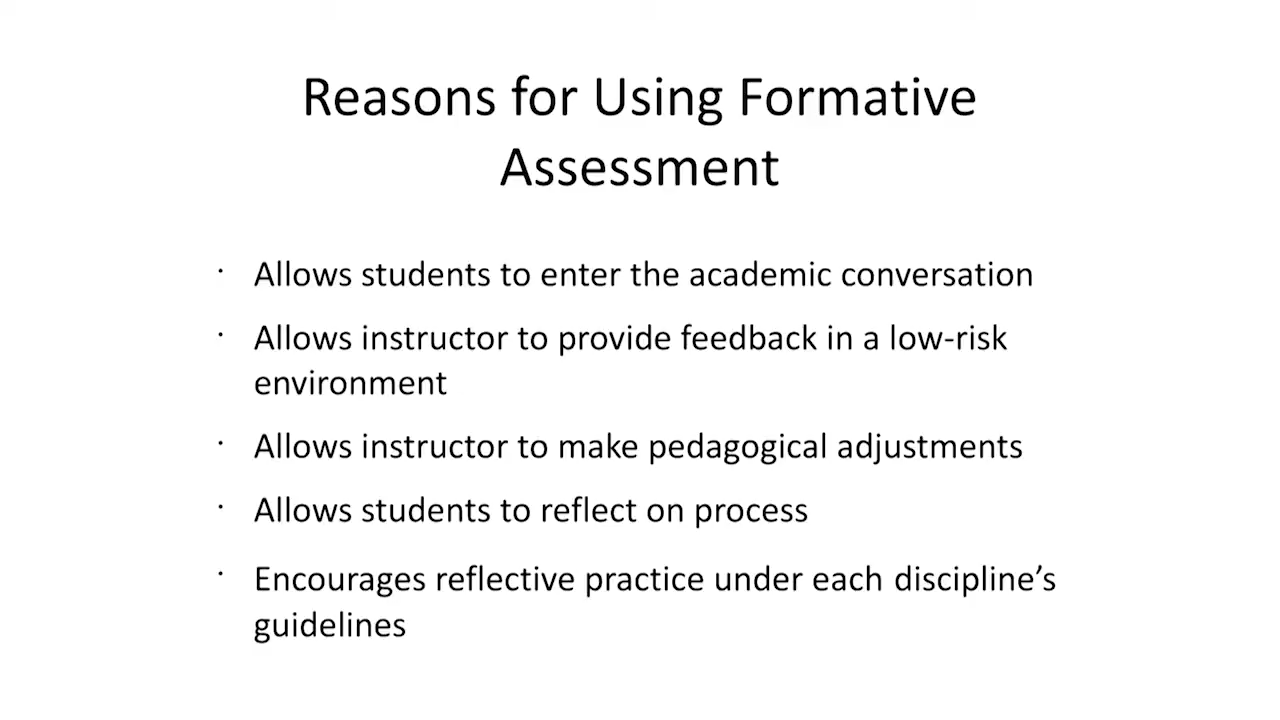 Reasons for Using Formative
Assessment
· Allows students to enter the academic conversation
· Allows instructor to provide feedback in a low-risk
environment
· Allows instructor to make pedagogical adjustments
· Allows students to reflect on process
· Encourages reflective practice under each discipline’s
guidelines